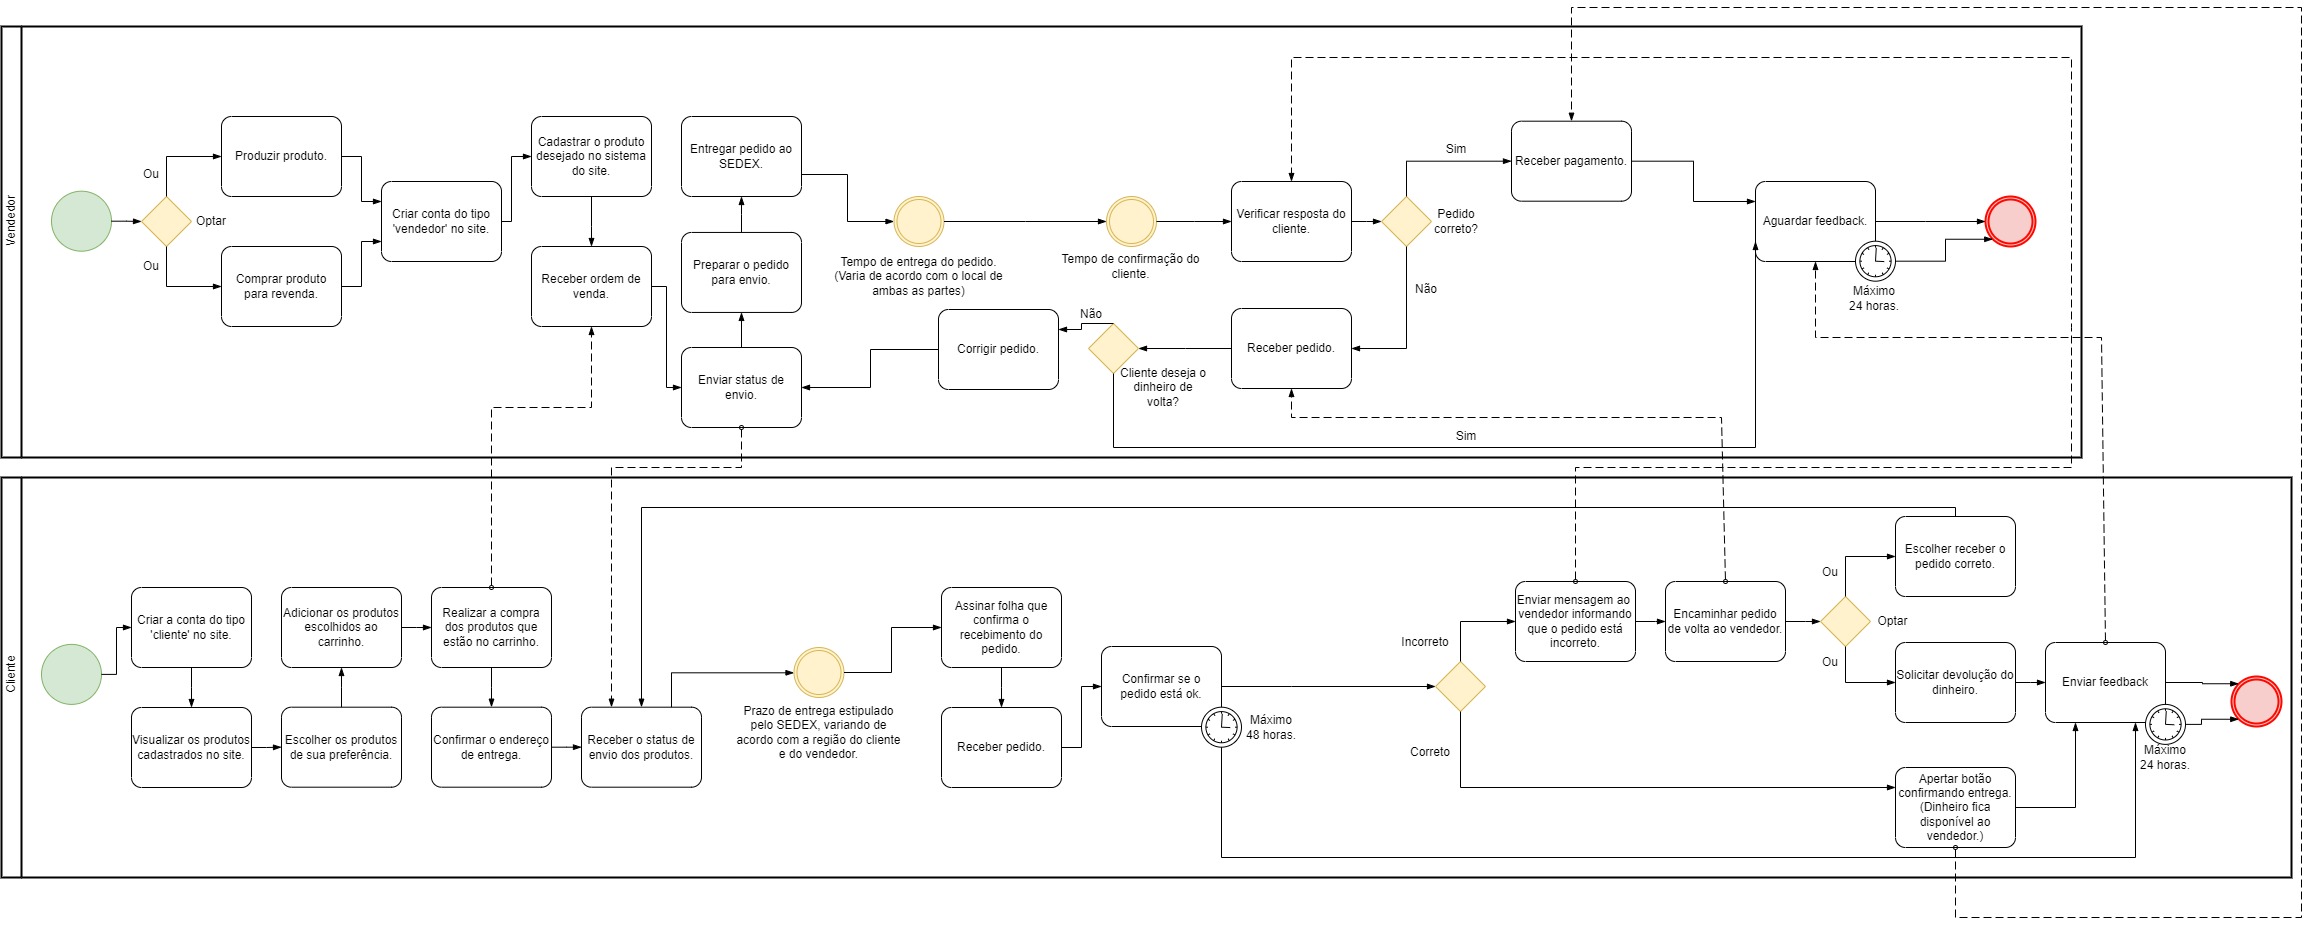 Vendedor
Ou
Optar
Ou
Produzir produto.
Comprar produto
para revenda.
Criar conta do tipo
'vendedor' no site.
Cadastrar o produto
desejado no sistema
do site.
Receber ordem de
venda.
Entregar pedido ao
SEDEX.
Preparar o pedido
para envio.
Enviar status de
envio.
Tempo de entrega do pedido.
(Varia de acordo com o local de
ambas as partes)
Tempo de confirmação do
cliente.
Verificar resposta do
cliente.
Pedido
correto?
Sim
Não
Receber pagamento.
Aguardar feedback.
Máximo
24 horas.
Receber pedido.
Cliente deseja o
dinheiro de
volta?
Não
Sim
Corrigir pedido.
Cliente
Criar a conta do tipo
'cliente' no site.
Visualizar os produtos
cadastrados no site.
Escolher os produtos
de sua preferência.
Adicionar os produtos
escolhidos ao
carrinho.
Realizar a compra
dos produtos que
estão no carrinho.
Confirmar o endereço
de entrega.
Receber o status de
envio dos produtos.
Prazo de entrega estipulado
pelo SEDEX, variando de
acordo com a região do cliente
e do vendedor.
Assinar folha que
confirma o
recebimento do
pedido.
Receber pedido.
Confirmar se o
pedido está ok.
Máximo
48 horas.
Incorreto
Correto
Enviar mensagem ao
vendedor informando
que o pedido está
incorreto.
Encaminhar pedido
de volta ao vendedor.
Ou
Optar
Ou
Escolher receber o
pedido correto.
Solicitar devolução do
dinheiro.
Enviar feedback
Máximo
24 horas.
Apertar botão
confirmando entrega.
(Dinheiro fica
disponível ao
vendedor.)